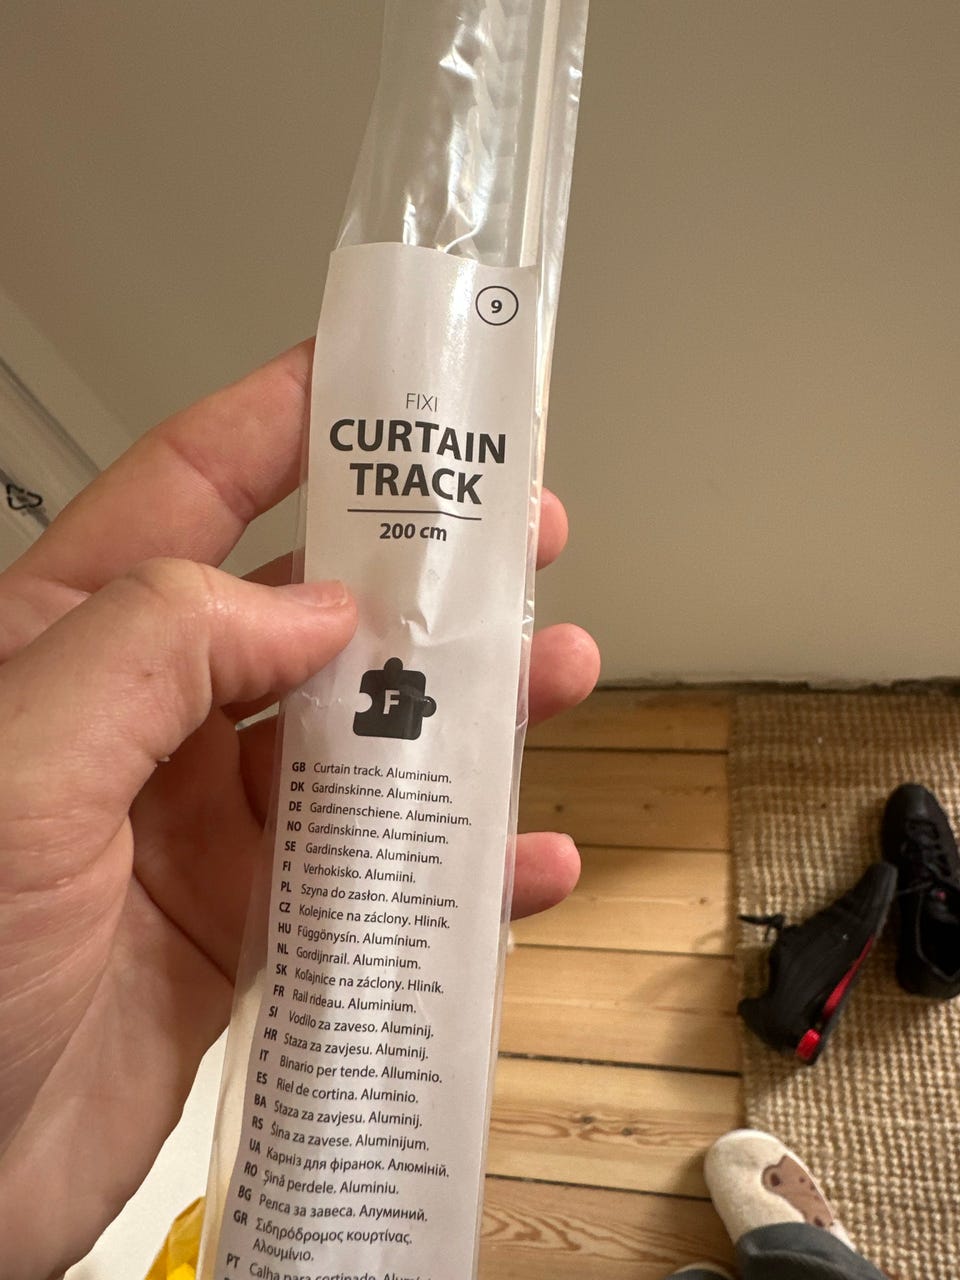 9
FIXI
CURTAIN
TRACK
200 cm
F
GB Curtain track. Aluminium.
DK Gardinskinne. Aluminium.
DE Gardinenschiene. Aluminium.
NO Gardinskinne. Aluminium.
SE Gardinskena. Aluminium.
FI Verhokisko. Alumiini.
PL Szyna do zasłon. Aluminium.
CZ Kolejnice na záclony. Hliník.
HU Függönysín. Alumínium.
NL Gordijnrail. Aluminium.
SK Koľajnice na záclony. Hliník.
FR Rail rideau. Aluminium.
SI Vodilo za zaveso. Aluminij.
HR Staza za zavjesu. Aluminij.
IT Binario per tende. Alluminio.
ES Riel de cortina. Aluminio.
BA Staza za zavjesu. Aluminij.
RS Šina za zavese. Aluminijum.
UA Карніз для фіранок. Алюміній.
RO Șină perdele. Aluminiu.
BG Релса за завеса. Алуминий.
GR Σιδηρόδρομος κουρτίνας.
Αλουμίνιο.
PT Calha para cortinado.